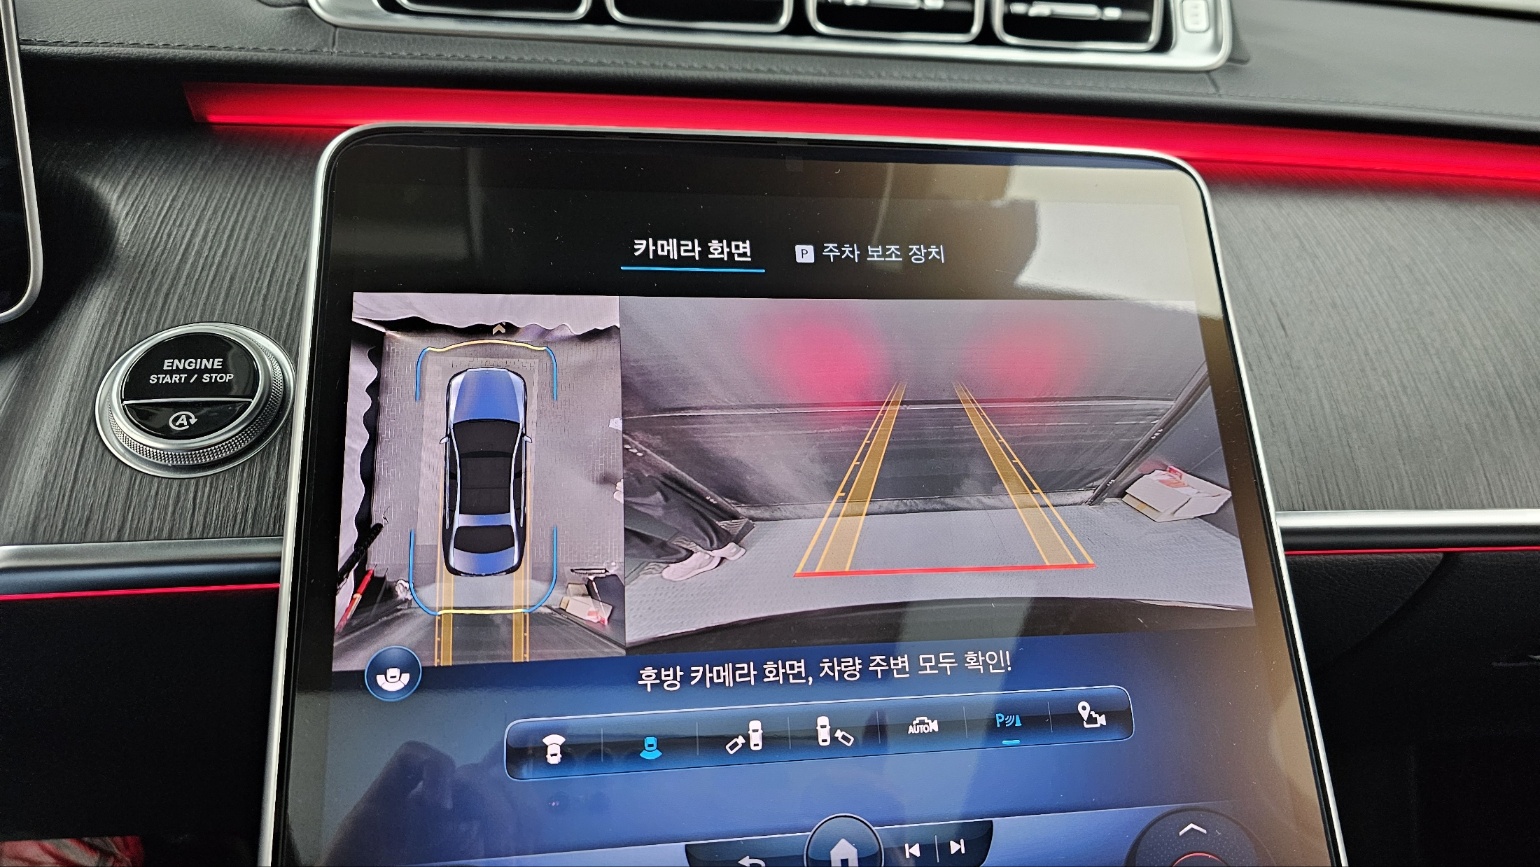 카메라 화면
P 주차 보조 장치
ENGINE
START / STOP
A
후방 카메라 화면, 차량 주변 모두 확인!
AUTO
P